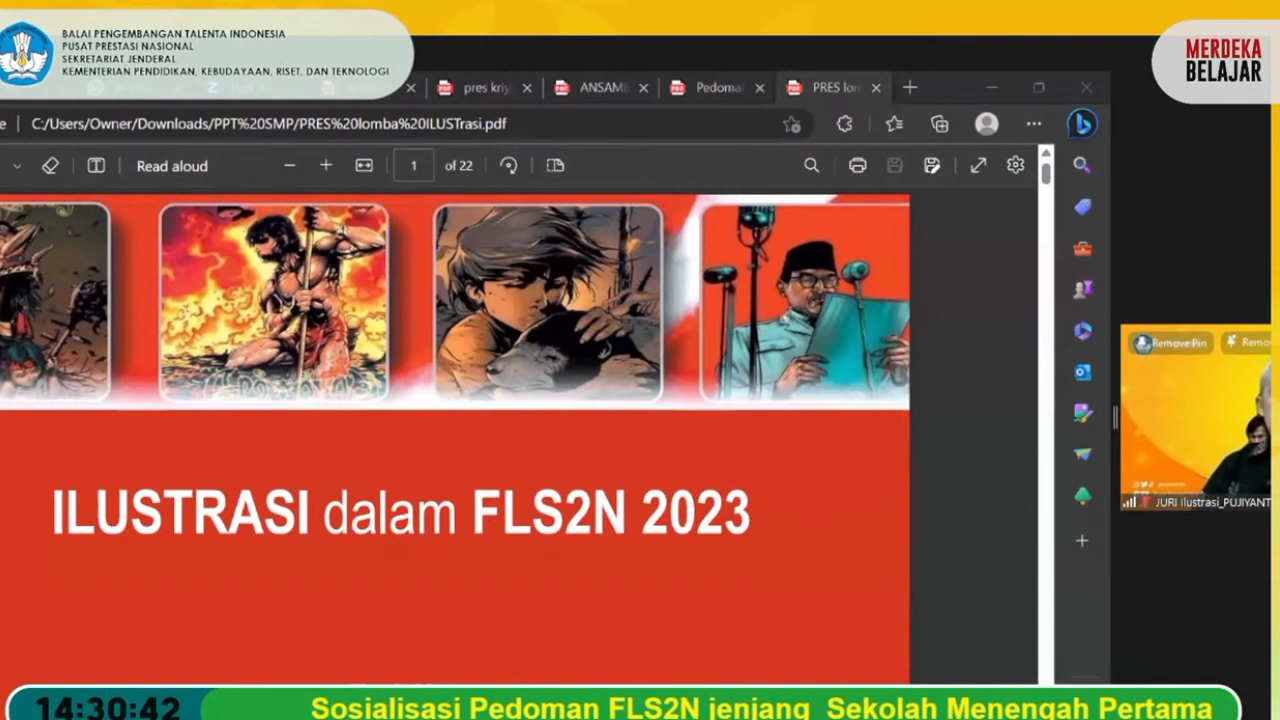 BALAI PENGEMBANGAN TALENTA INDONESIA
PUSAT PRESTASI NASIONAL
SEKRETARIAT JENDERAL
KEMENTERIAN PENDIDIKAN, KEBUDAYAAN, RISET, DAN TEKNOLOGI
MERDEKA
BELAJAR
pres kriy
ANSAMB
Pedoma
PRES lom
C:/Users/Owner/Downloads/PPT%20SMP/PRES%20lomba%20ILUSTrasi.pdf
Read aloud
1 of 22
Remove Pin
Remo
ILUSTRASI dalam FLS2N 2023
JURI Ilustrasi_PUJIYANT
14:30:42
Sosialisasi Pedoman FLS2N jenjang Sekolah Menengah Pertama